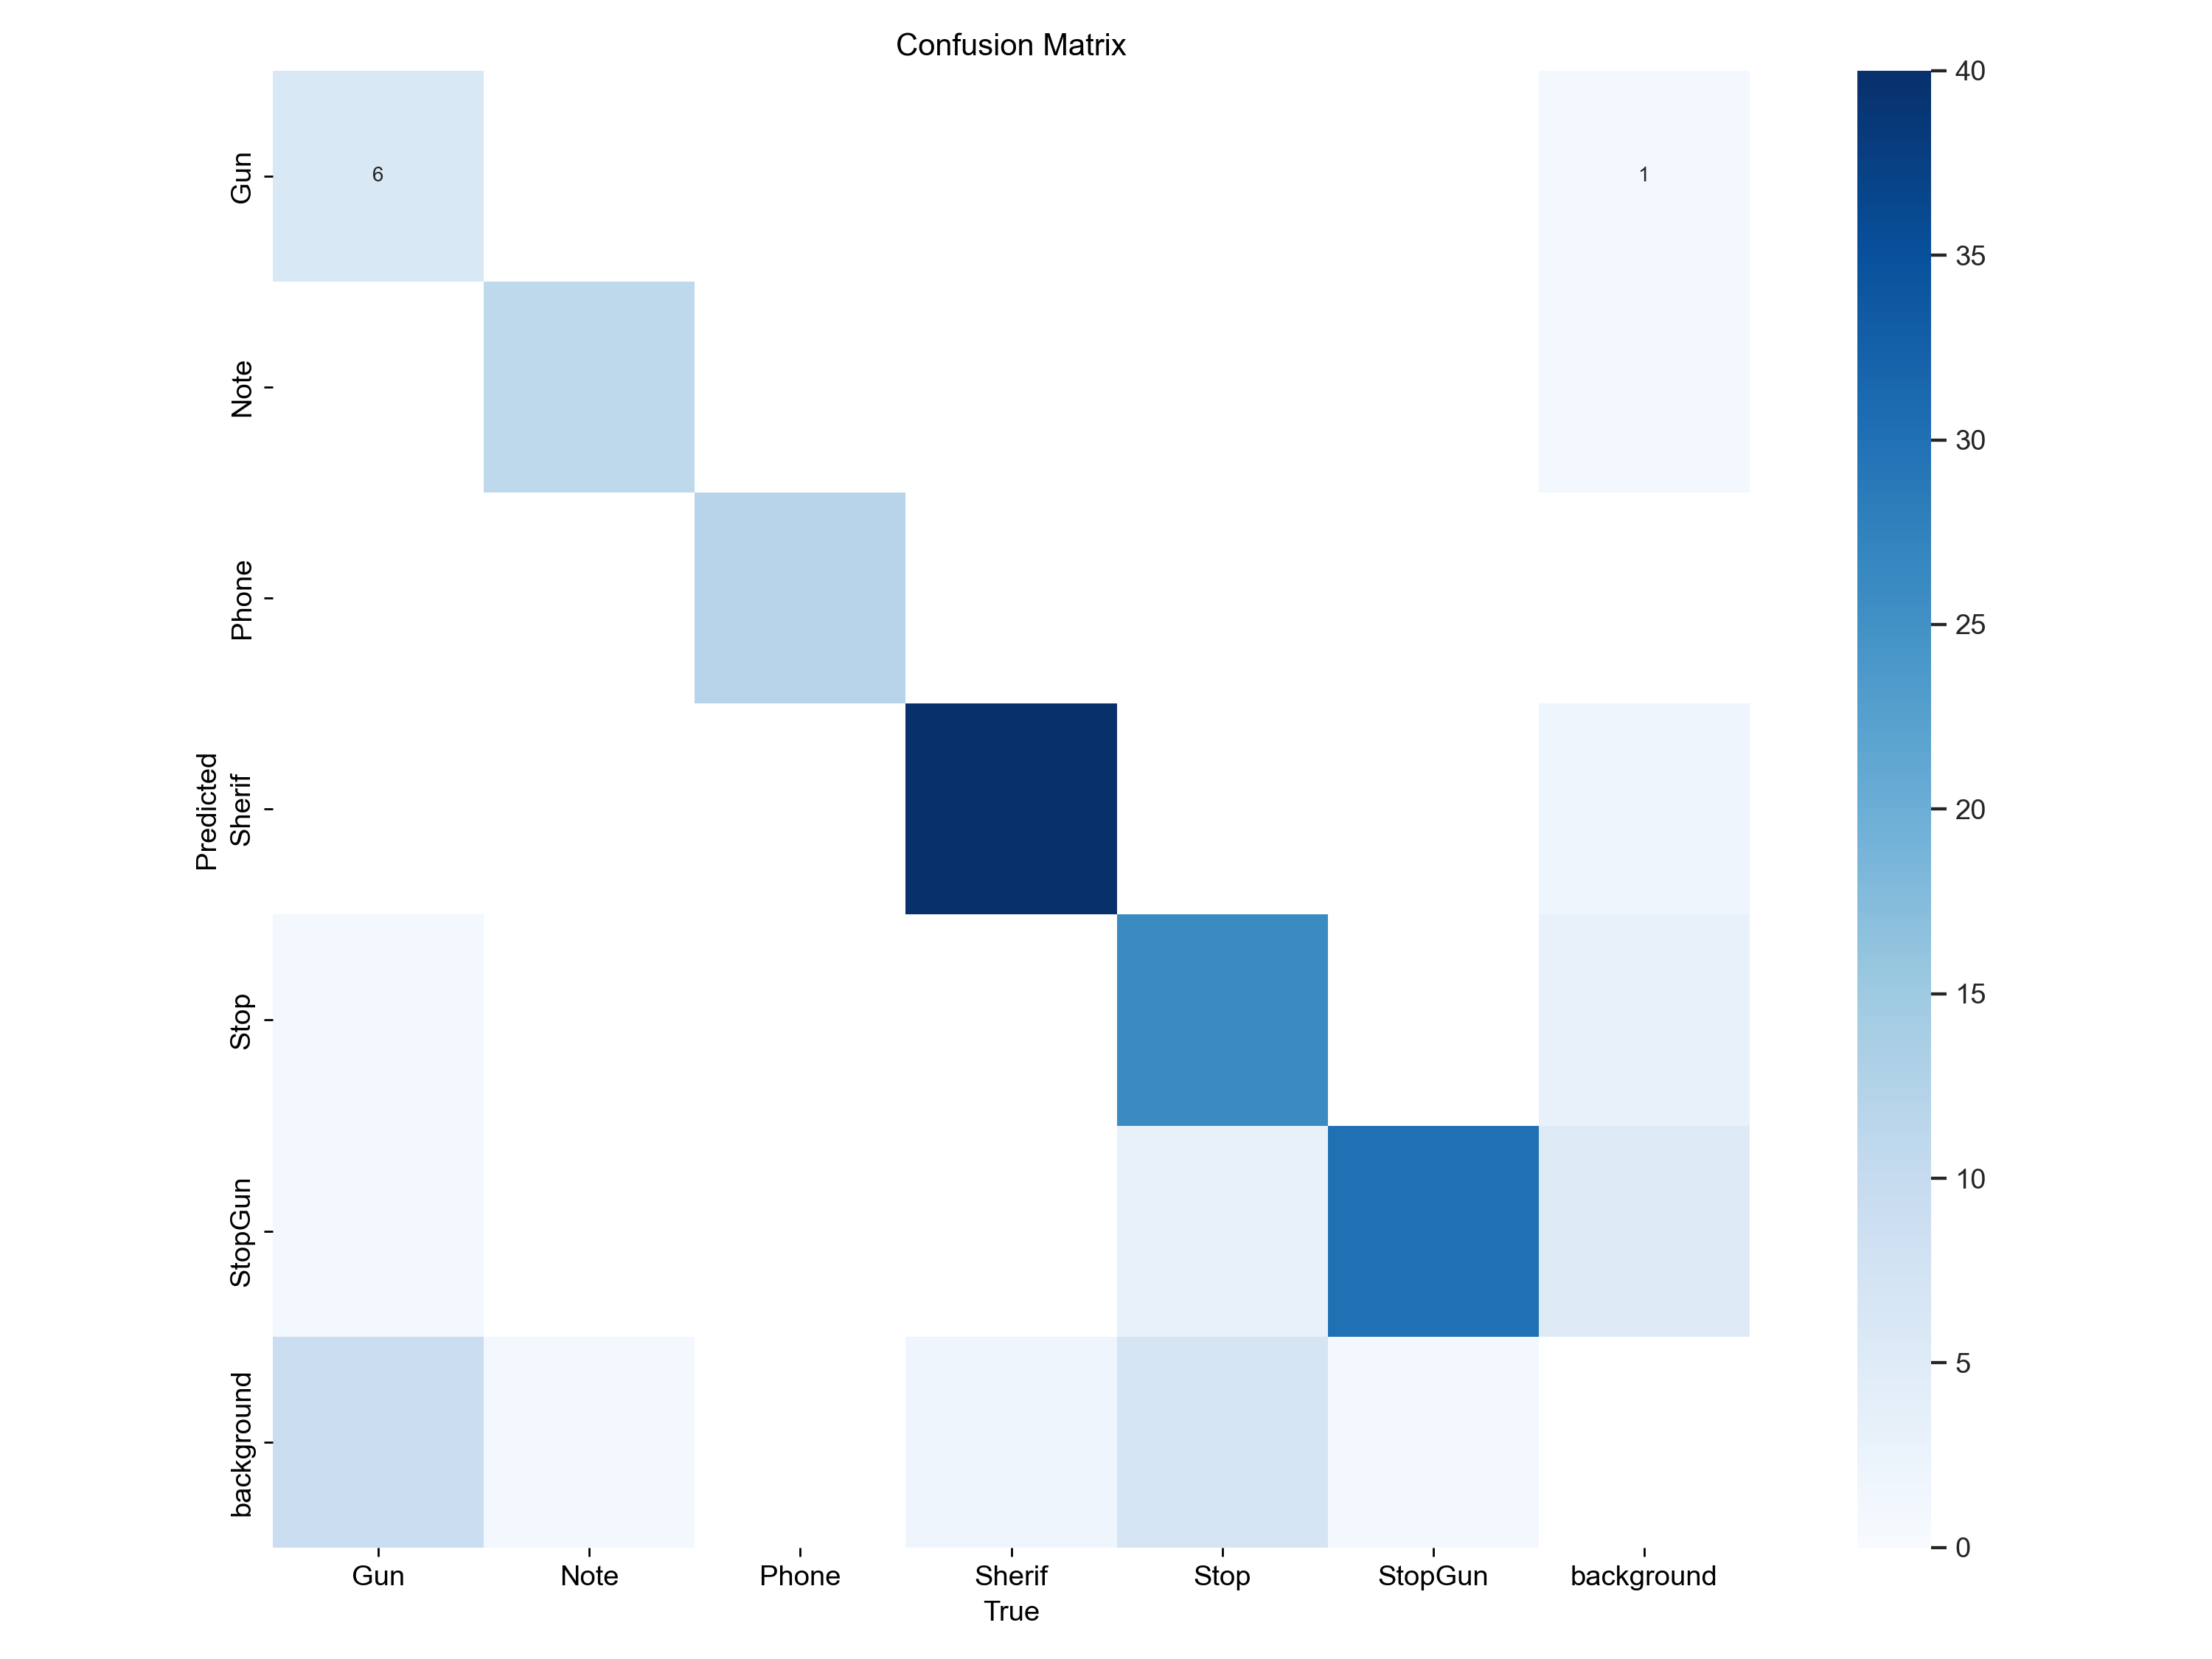 Confusion Matrix
Gun
Note
Phone
Sherif
Stop
StopGun
background
Predicted
6
1
Gun
Note
Phone
Sherif
Stop
StopGun
background
True
40
35
30
25
20
15
10
5
0